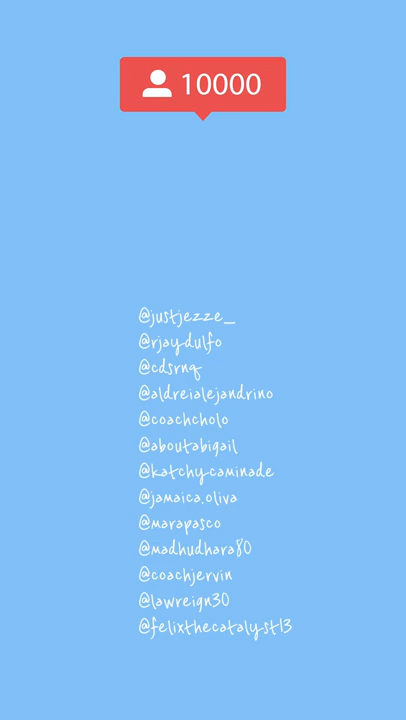 10000
@justjezze_
@rjaydulfo
@cdsrnq
@aldreialejandrino
@coachcholo
@aboutabigail
@katchycaminade
@jamaica.oliva
@marapasco
@madhudhara80
@coachjervin
@lawreign30
@felixthecatalyst13